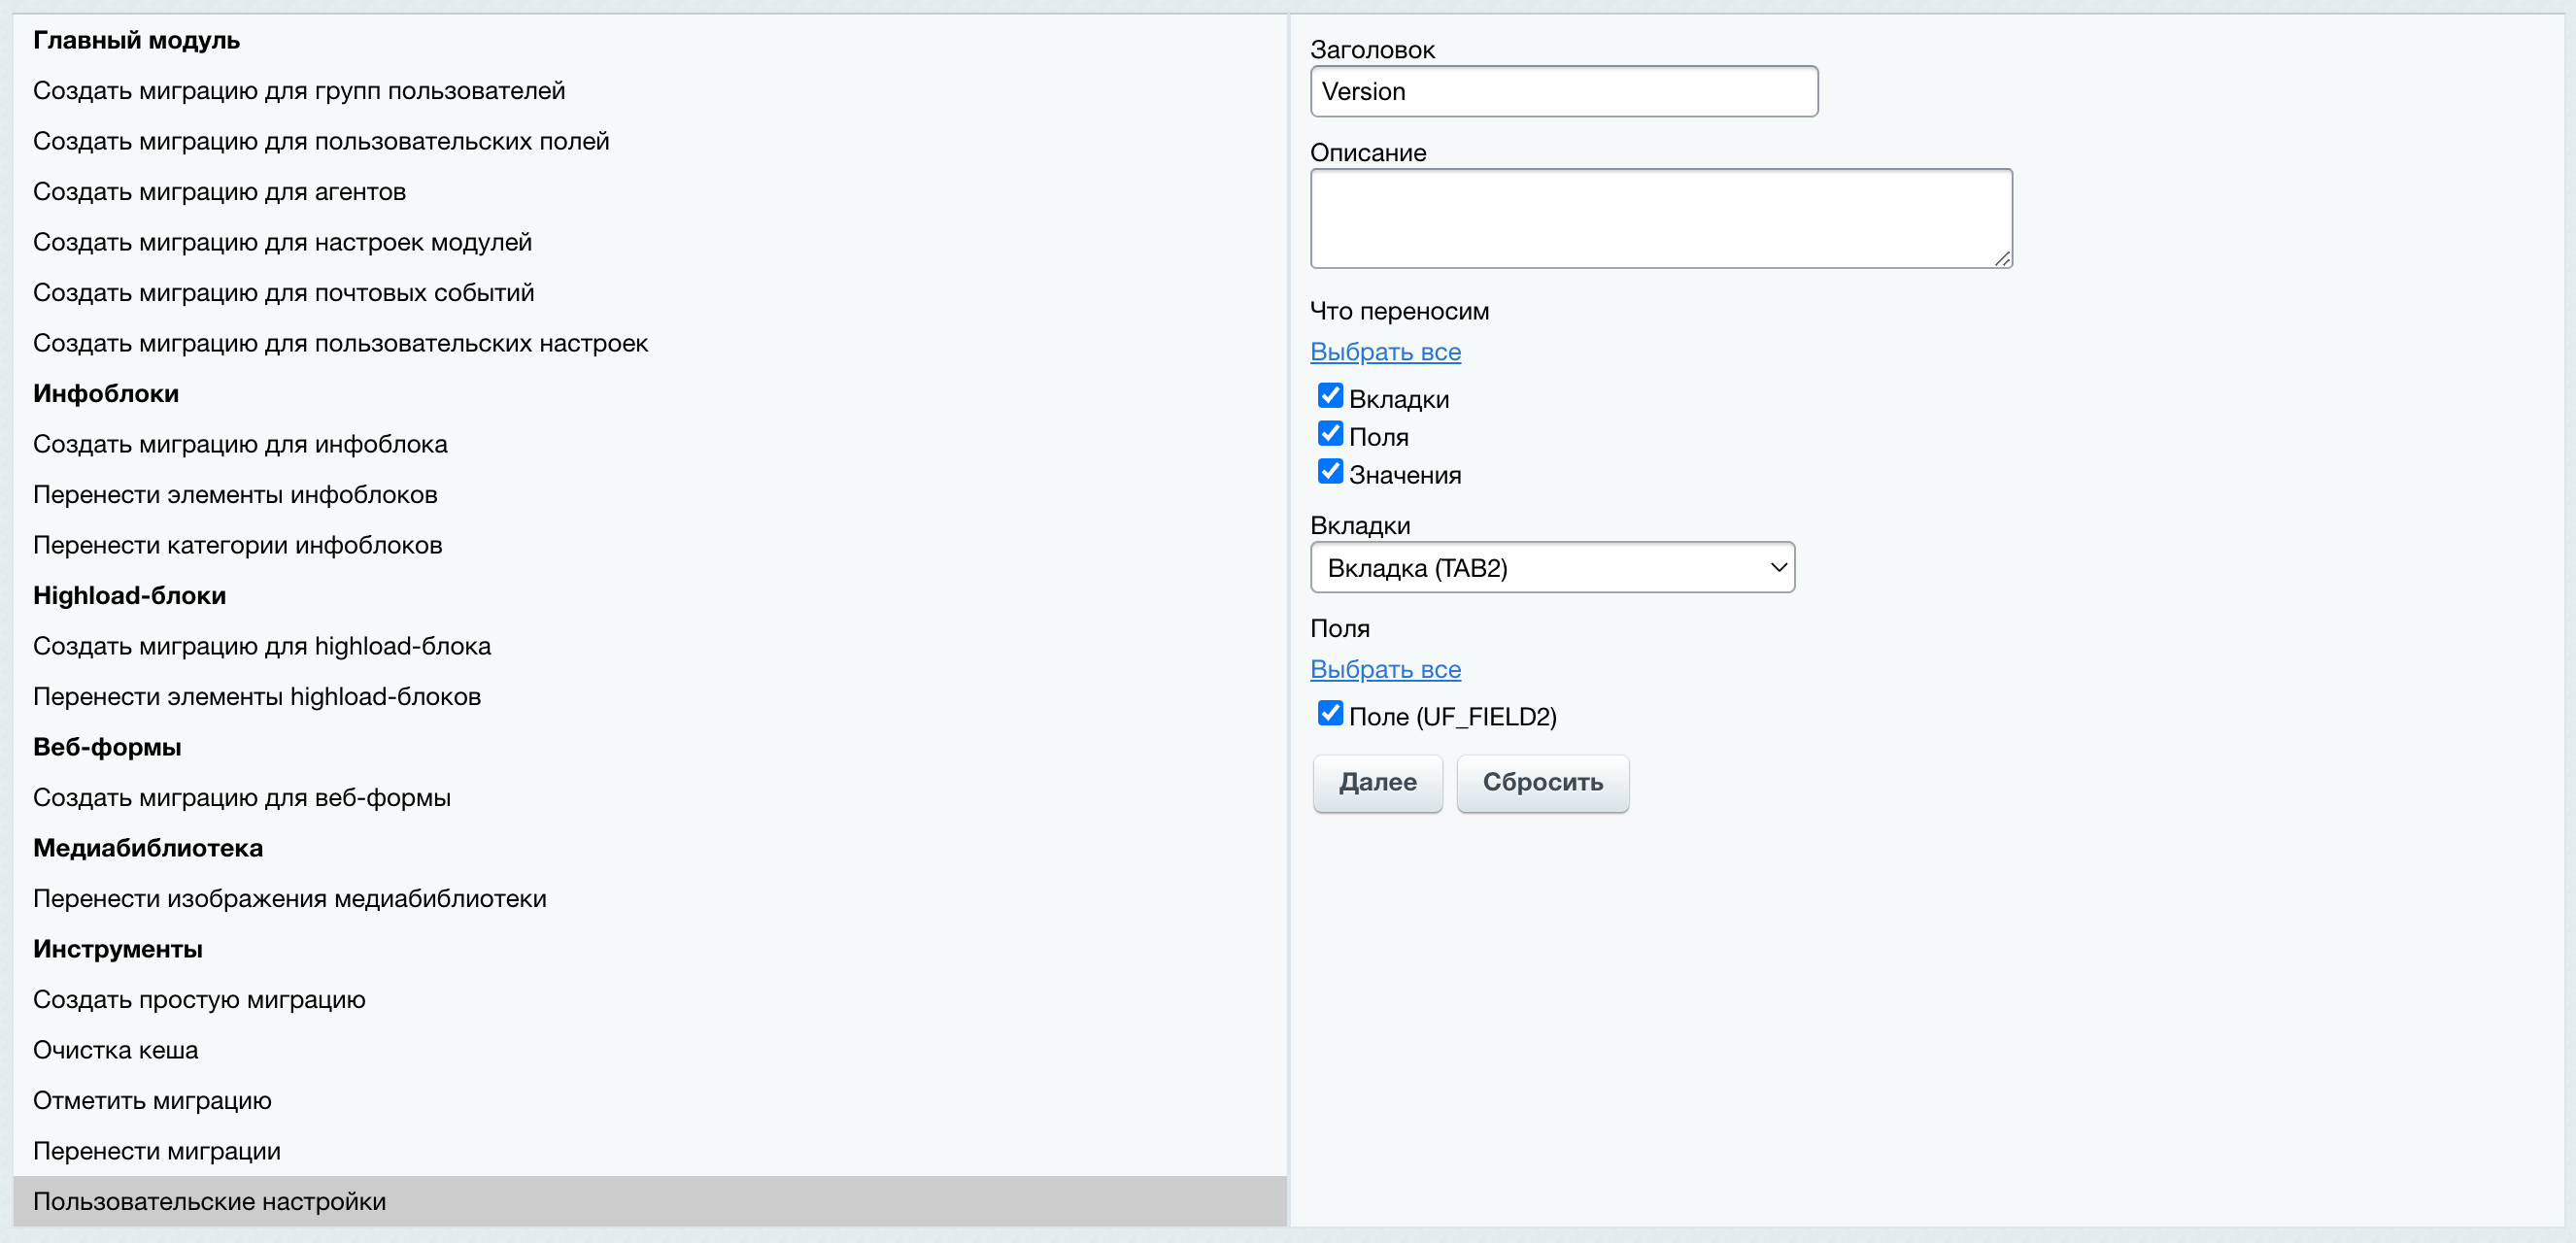 Главный модуль
Создать миграцию для групп пользователей
Создать миграцию для пользовательских полей
Создать миграцию для агентов
Создать миграцию для настроек модулей
Создать миграцию для почтовых событий
Создать миграцию для пользовательских настроек
Инфоблоки
Создать миграцию для инфоблока
Перенести элементы инфоблоков
Перенести категории инфоблоков
Highload-блоки
Создать миграцию для highload-блока
Перенести элементы highload-блоков
Веб-формы
Создать миграцию для веб-формы
Медиабиблиотека
Перенести изображения медиабиблиотеки
Инструменты
Создать простую миграцию
Очистка кеша
Отметить миграцию
Перенести миграции
Пользовательские настройки
Заголовок
Version
Описание
Что переносим
Выбрать все
Вкладки
Поля
Значения
Вкладки
Вкладка (TAB2)
Поля
Выбрать все
Поле (UF_FIELD2)
Далее Сбросить